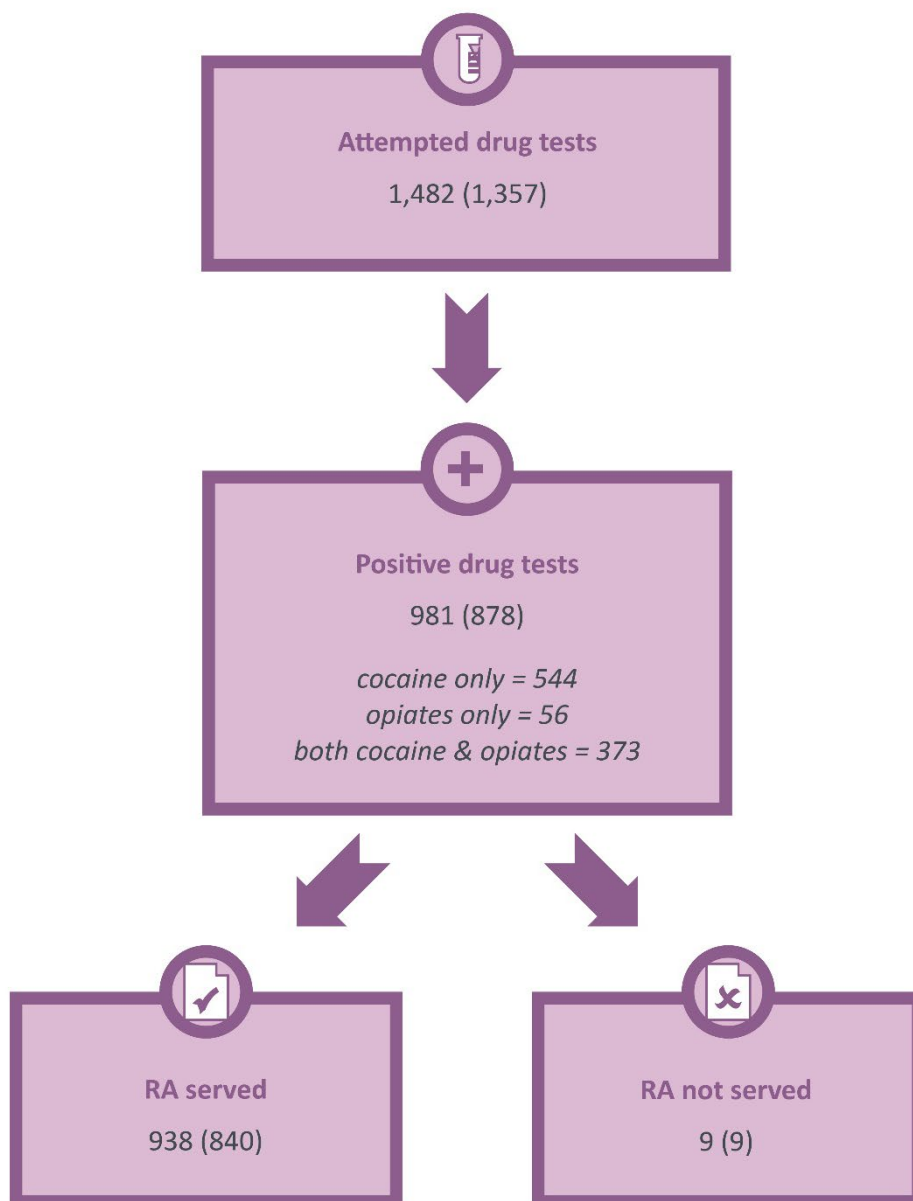 Attempted drug tests
1,482 (1,357)
Positive drug tests
981 (878)
cocaine only = 544
opiates only = 56
both cocaine & opiates = 373
RA served
938 (840)
RA not served
9 (9)